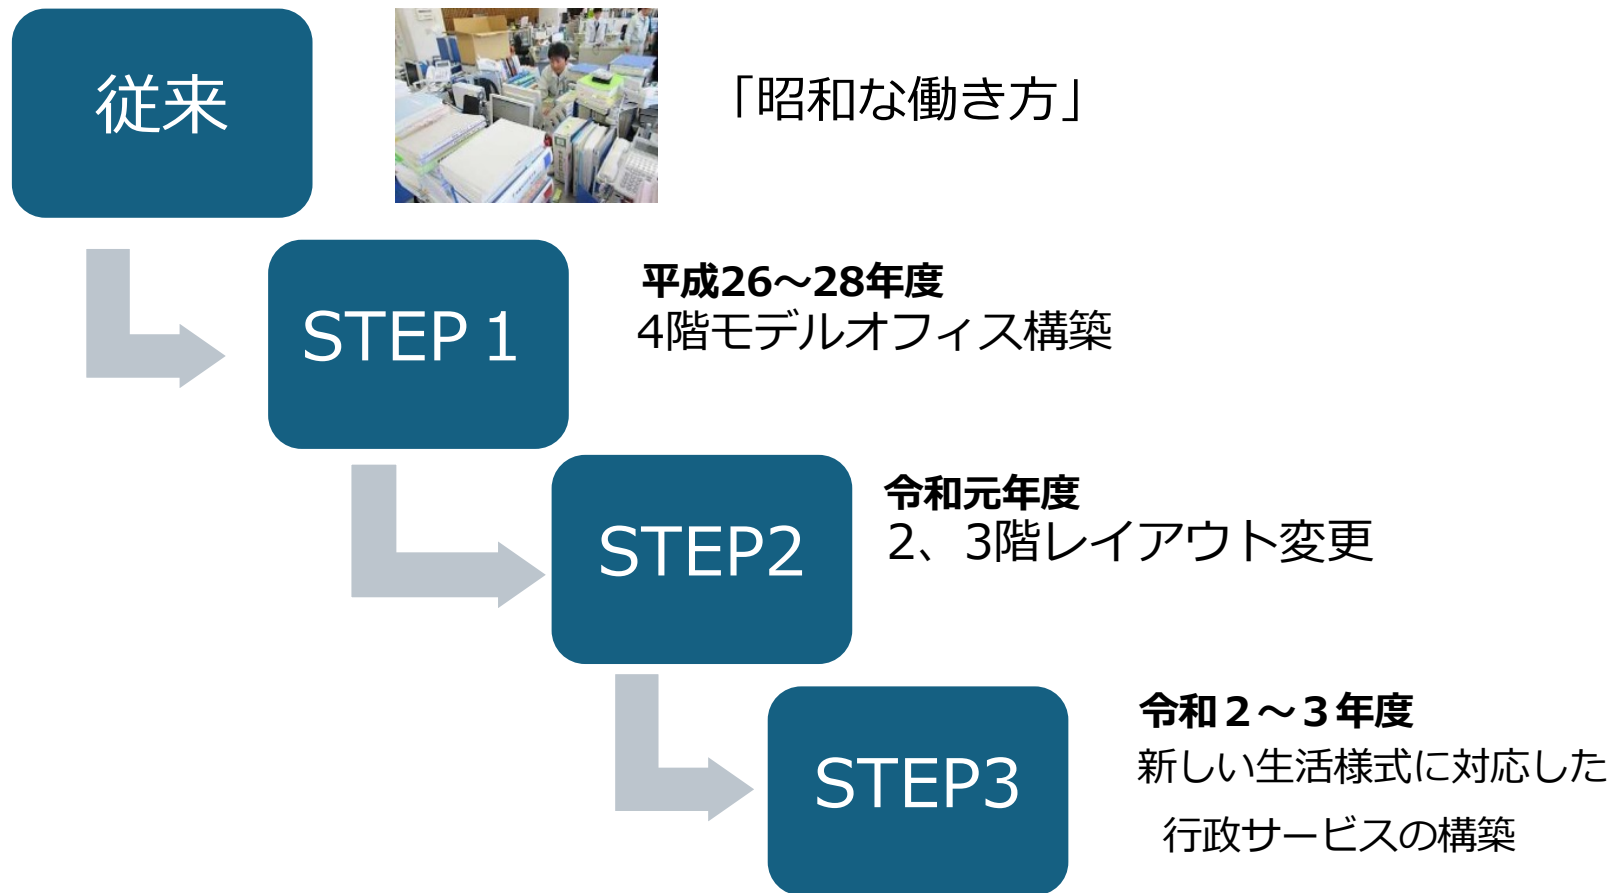 従来
「昭和な働き方」
STEP１
平成26～28年度
4階モデルオフィス構築
STEP2
令和元年度
2、3階レイアウト変更
STEP3
令和２～３年度
新しい生活様式に対応した
行政サービスの構築